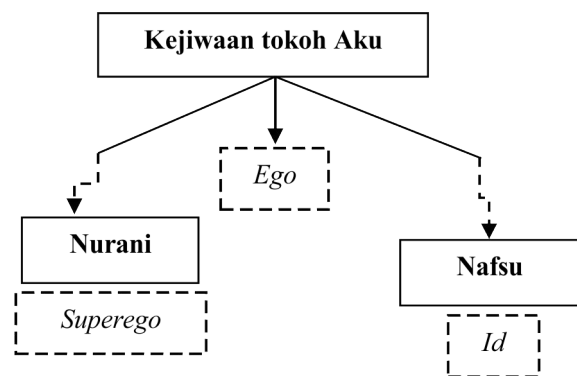 Kejiwaan tokoh Aku
Ego
Nurani
Nafsu
Superego
Id